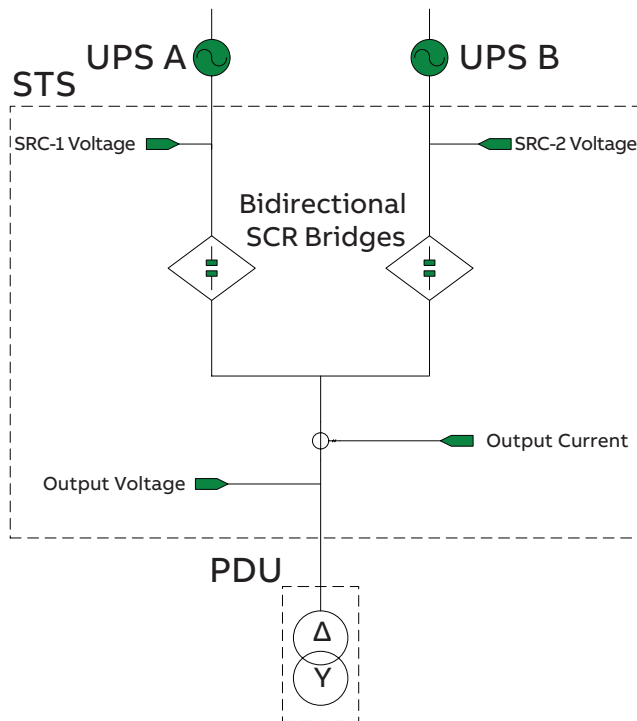 UPS A
UPS B
STS
SRC-1 Voltage
SRC-2 Voltage
Bidirectional
SCR Bridges
Output Current
Output Voltage
PDU
Δ
Y